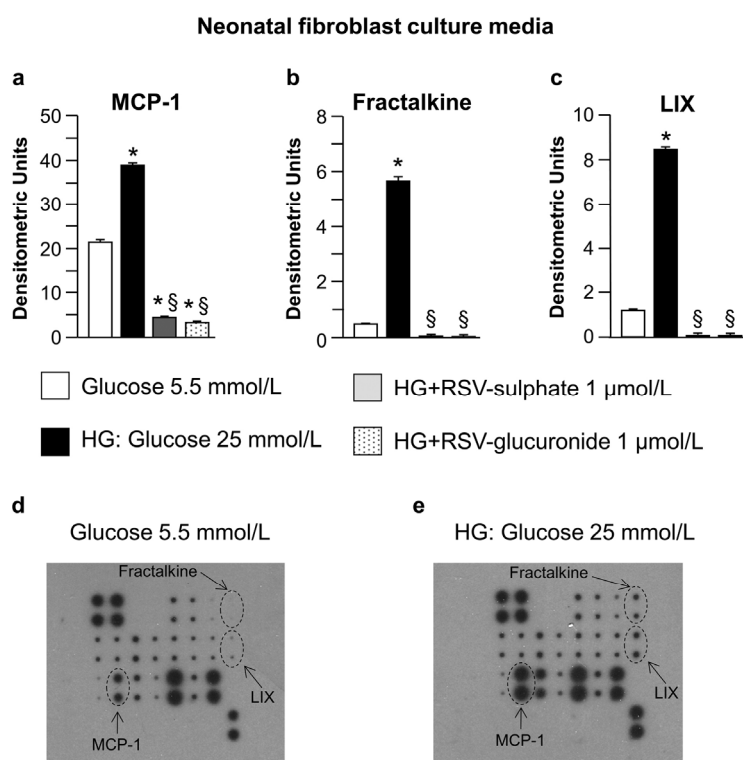 Neonatal fibroblast culture media
a
MCP-1
Densitometric Units
50
40
30
20
10
0
*
* § * §
b
Fractalkine
Densitometric Units
8
6
4
2
0
*
§ §
c
LIX
Densitometric Units
10
8
6
4
2
0
*
§ §
Glucose 5.5 mmol/L
HG+RSV-sulphate 1 μmol/L
HG: Glucose 25 mmol/L
HG+RSV-glucuronide 1 μmol/L
d
Glucose 5.5 mmol/L
Fractalkine
LIX
MCP-1
e
HG: Glucose 25 mmol/L
Fractalkine
LIX
MCP-1